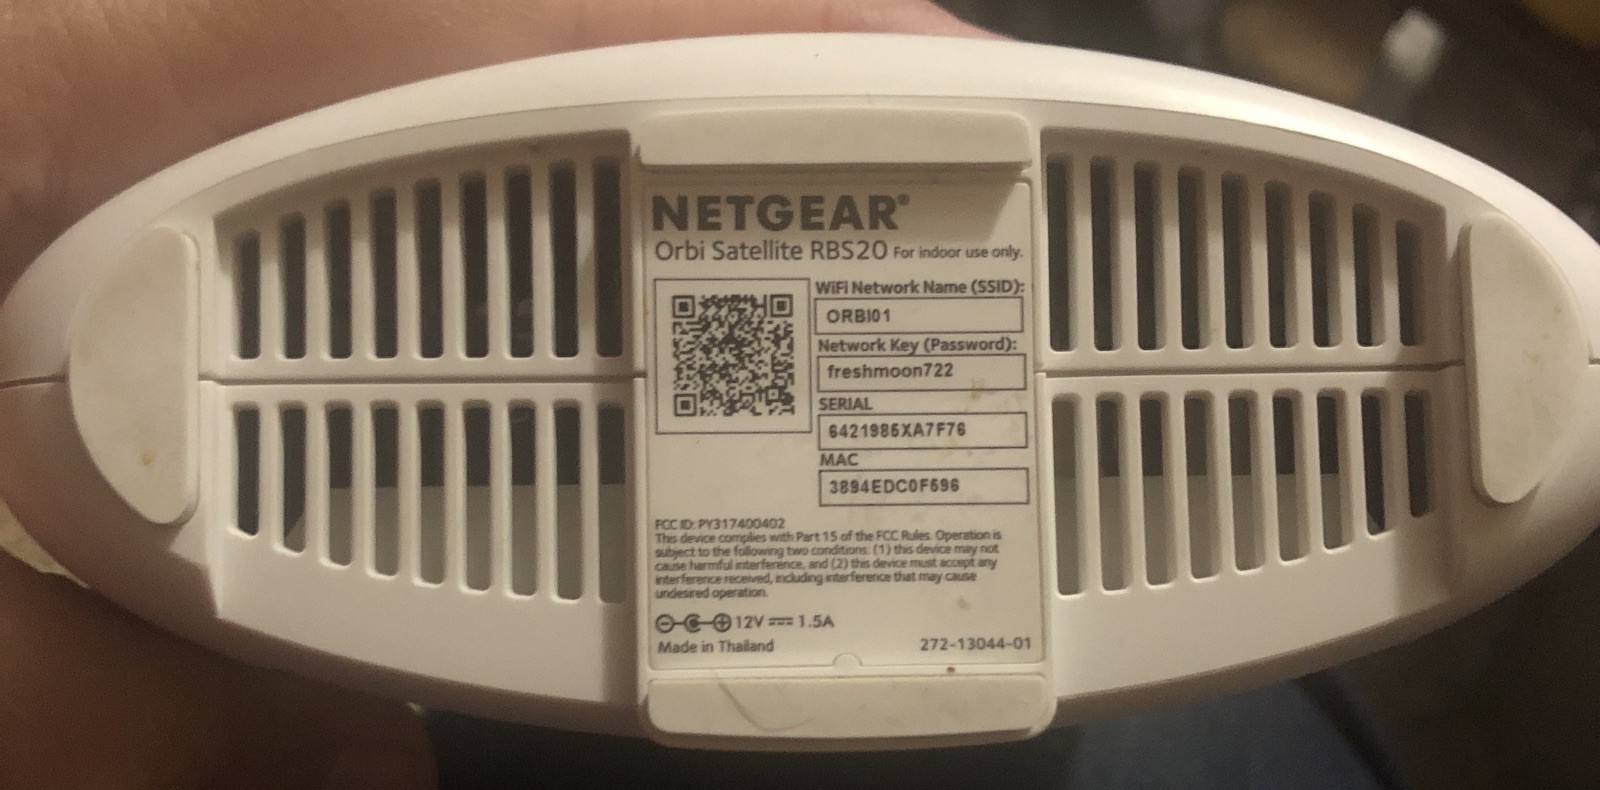 NETGEAR®
Orbi Satellite RBS20 For indoor use only.
WiFi Network Name (SSID):
ORBI01
Network Key (Password):
freshmoon722
SERIAL
6421985XA7F76
MAC
3894EDC0F596
FCC ID: PY317400402
This device complies with Part 15 of the FCC Rules. Operation is
subject to the following two conditions: (1) this device may not
cause harmful interference, and (2) this device must accept any
interference received, including interference that may cause
undesired operation.
12V 1.5A
Made in Thailand
272-13044-01